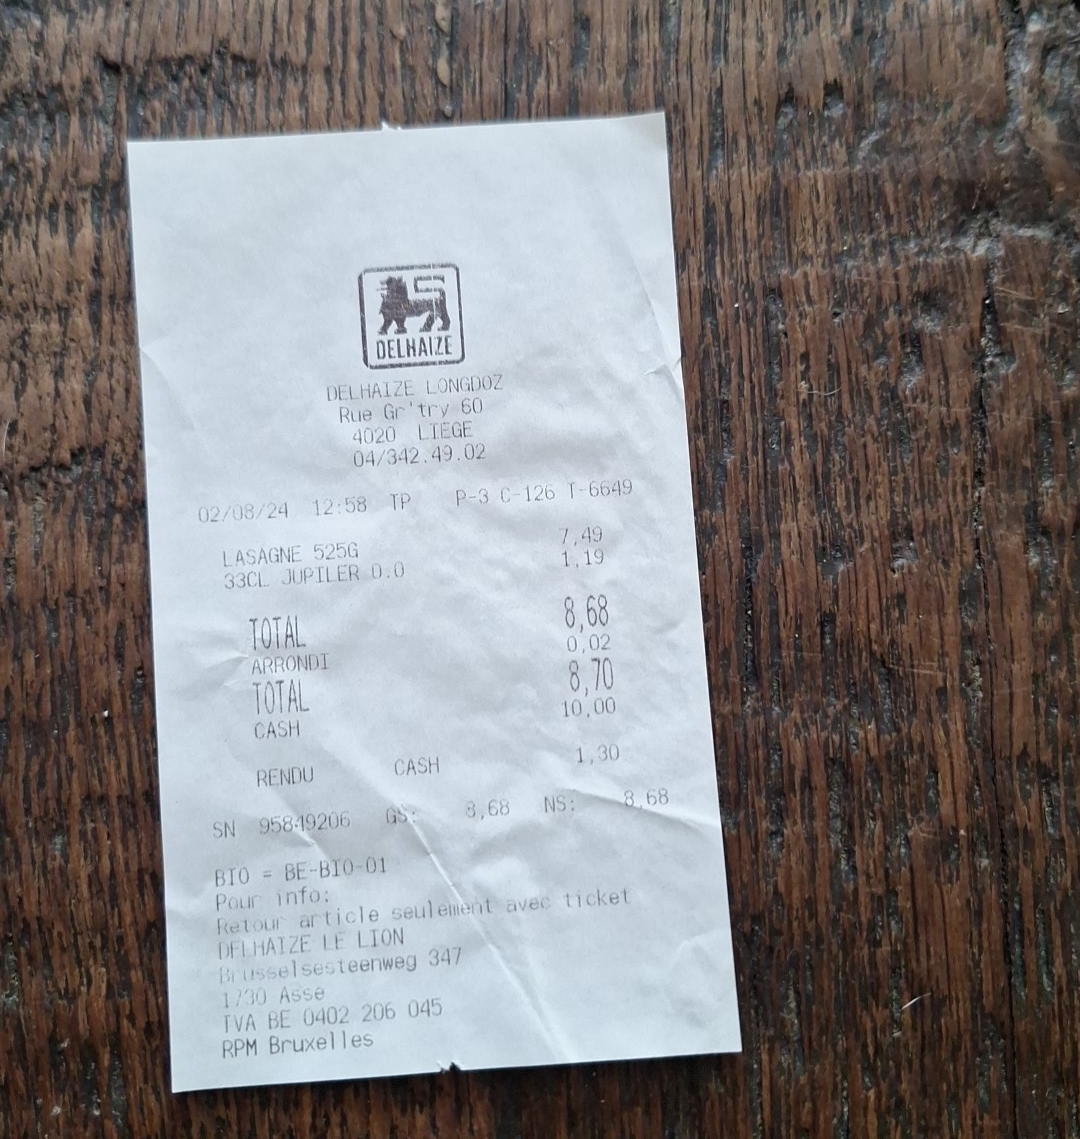 DELHAIZE
DELHAIZE LONGDOZ
Rue Gr'try 60
4020 LIEGE
04/342.49.02
02/08/24 12:58 TP P-3 C-126 T-6649
LASAGNE 525G 7,49
33CL JUPILER 0.0 1,19
TOTAL 8,68
ARRONDI 0,02
TOTAL 8,70
CASH 10,00
RENDU CASH 1,30
SN 95849206 GS: 8,68 NS: 8,68
BIO = BE-BIO-01
Pour info:
Retour article seulement avec ticket
DELHAIZE LE LION
Brusselsesteenweg 347
1730 Asse
TVA BE 0402 206 045
RPM Bruxelles